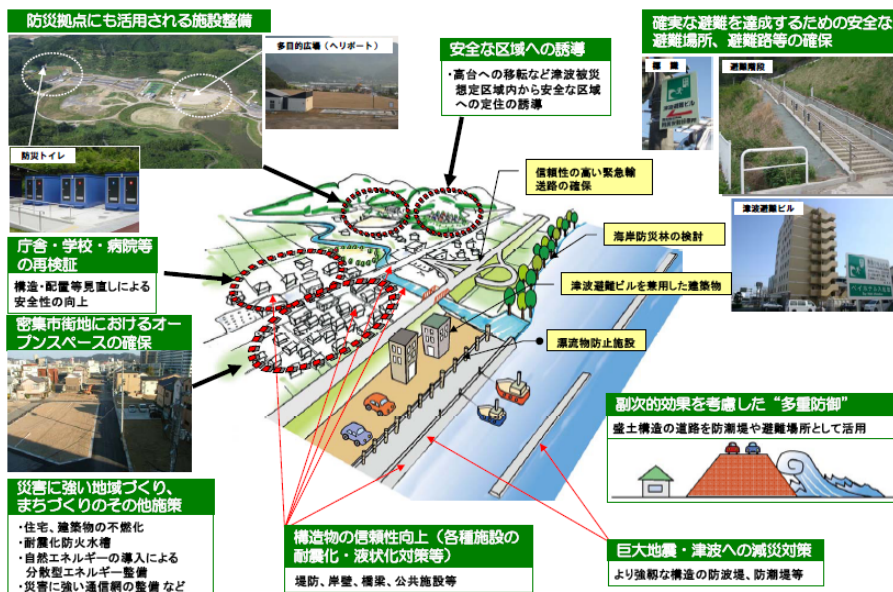 防災拠点にも活用される施設整備
多目的広場(ヘリポート)
防災トイレ
安全な区域への誘導
・高台への移転など津波被災
想定区域内から安全な区域
への定住の誘導
確実な避難を達成するための安全な
避難場所、避難路等の確保
避難階段
津波避難ビル
津波避難ビル
庁舎・学校・病院等
の再検証
構造・配置等見直しによる
安全性の向上
密集市街地におけるオー
プンスペースの確保
信頼性の高い緊急輸
送路の確保
海岸防災林の検討
津波避難ビルを兼用した建築物
漂流物防止施設
副次的効果を考慮した“多重防御”
盛土構造の道路を防潮堤や避難場所として活用
災害に強い地域づくり、
まちづくりのその他施策
・住宅、建築物の不燃化
・耐震化防火水槽
・自然エネルギーの導入による
分散型エネルギー整備
・災害に強い通信網の整備 など
構造物の信頼性向上(各種施設の
耐震化・液状化対策等)
堤防、岸壁、橋梁、公共施設等
巨大地震・津波への減災対策
より強靭な構造の防波堤、防潮堤等